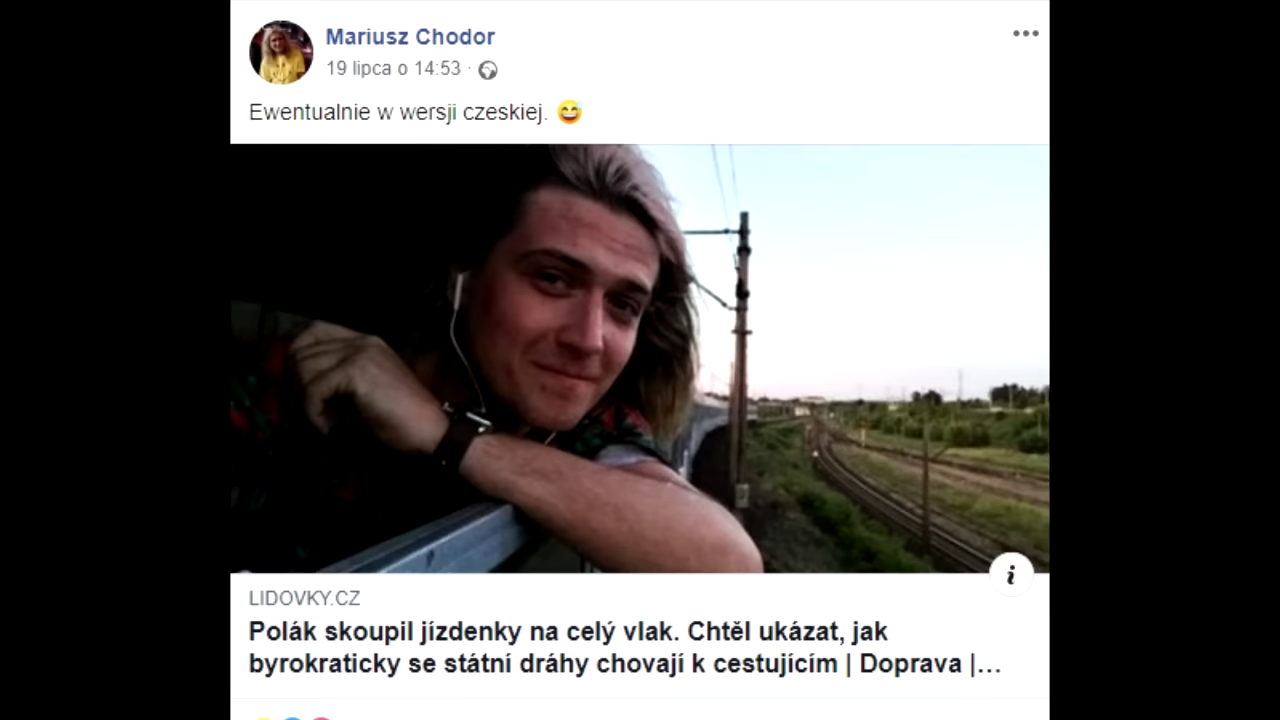 Mariusz Chodor
19 lipca o 14:53 ·
Ewentualnie w wersji czeskiej. 😅
LIDOVKY.CZ
Polák skoupil jízdenky na celý vlak. Chtěl ukázat, jak
byrokraticky se státní dráhy chovají k cestujícím | Doprava |...